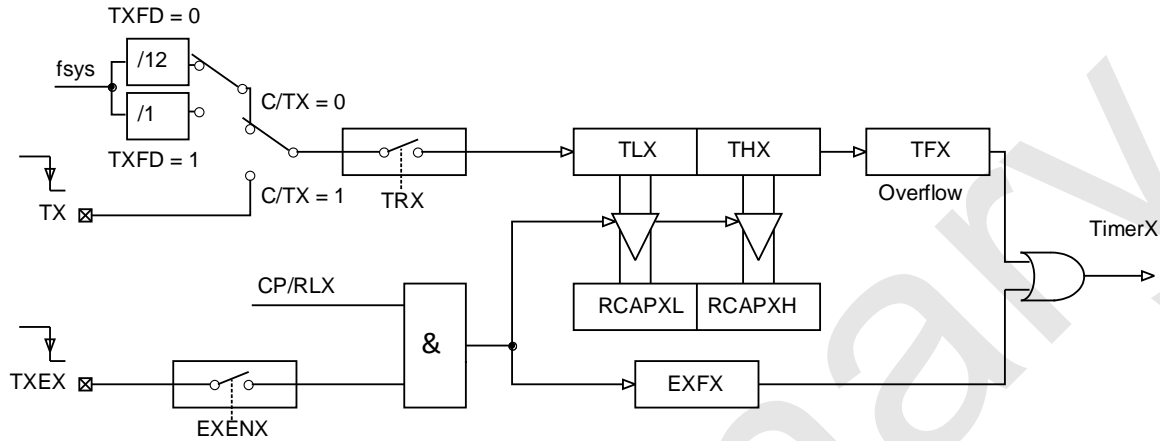 TXFD = 0
/12
fsys
/1
TXFD = 1
C/TX = 0
C/TX = 1
TX
TRX
TLX
THX
TFX
Overflow
TimerX
CP/RLX
&
RCAPXL
RCAPXH
TXEX
EXENX
EXFX